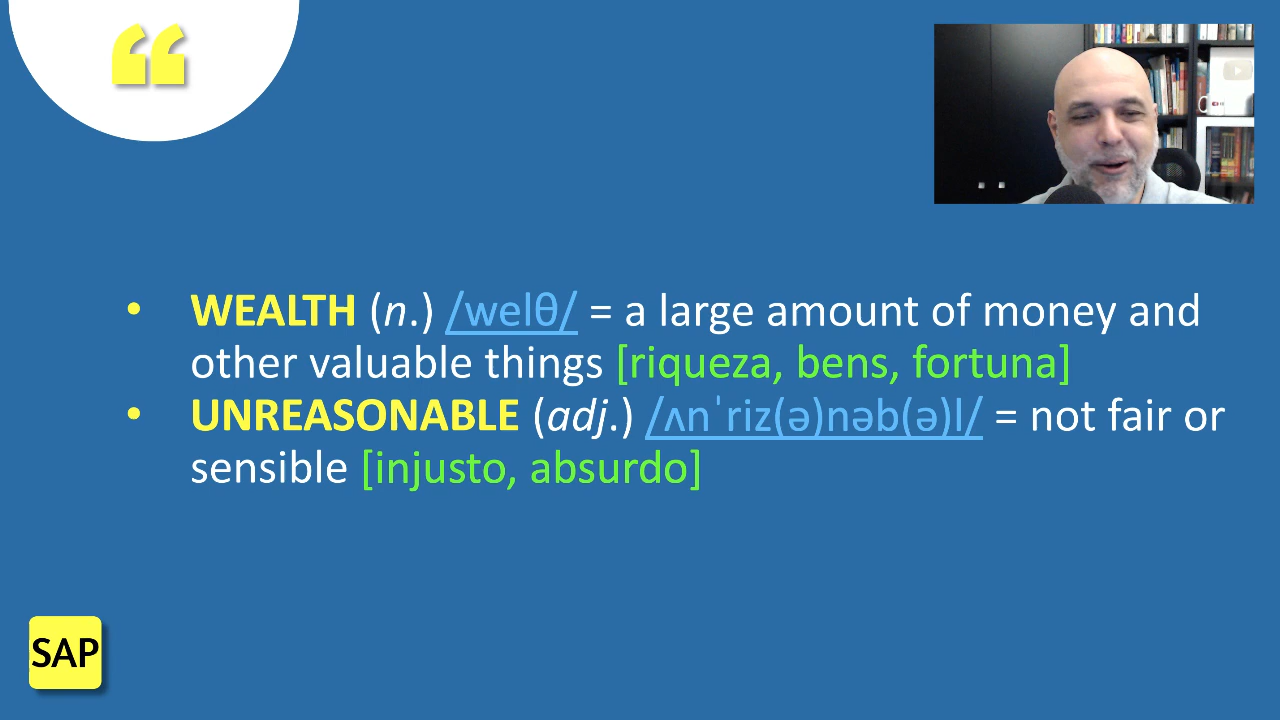 “
• WEALTH (n.) /welθ/ = a large amount of money and
other valuable things [riqueza, bens, fortuna]
• UNREASONABLE (adj.) /ʌnˈriz(ə)nəb(ə)l/ = not fair or
sensible [injusto, absurdo]
SAP